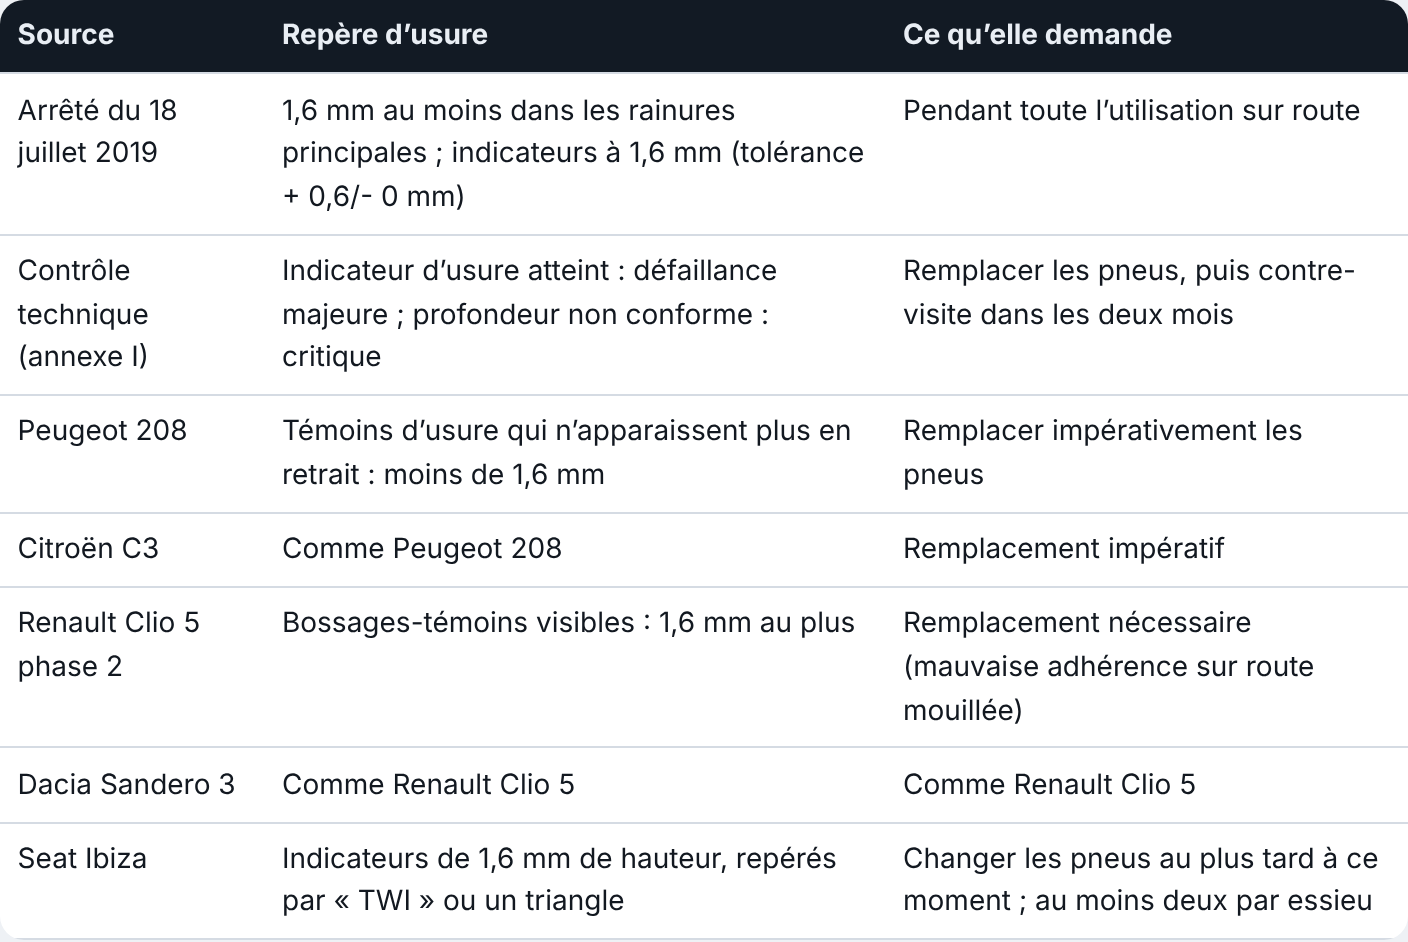 Source
Repère d’usure
Ce qu’elle demande
Arrêté du 18
juillet 2019
1,6 mm au moins dans les rainures
principales ; indicateurs à 1,6 mm (tolérance
+ 0,6/- 0 mm)
Pendant toute l’utilisation sur route
Contrôle
technique
(annexe I)
Indicateur d’usure atteint : défaillance
majeure ; profondeur non conforme :
critique
Remplacer les pneus, puis contre-
visite dans les deux mois
Peugeot 208
Témoins d’usure qui n’apparaissent plus en
retrait : moins de 1,6 mm
Remplacer impérativement les
pneus
Citroën C3
Comme Peugeot 208
Remplacement impératif
Renault Clio 5
phase 2
Bossages-témoins visibles : 1,6 mm au plus
Remplacement nécessaire
(mauvaise adhérence sur route
mouillée)
Dacia Sandero 3
Comme Renault Clio 5
Comme Renault Clio 5
Seat Ibiza
Indicateurs de 1,6 mm de hauteur, repérés
par « TWI » ou un triangle
Changer les pneus au plus tard à ce
moment ; au moins deux par essieu